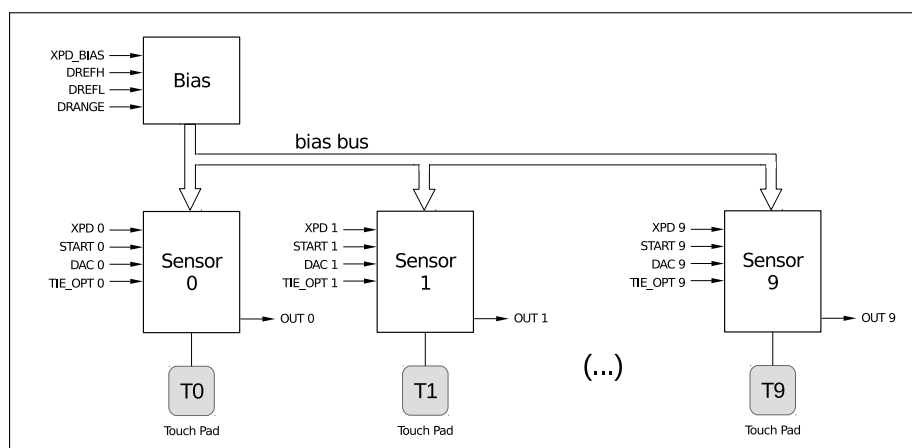 XPD_BIAS
DREFH
DREFL
DRANGE
Bias
bias bus
XPD 0
START 0
DAC 0
TIE_OPT 0
Sensor
0
OUT 0
XPD 1
START 1
DAC 1
TIE_OPT 1
Sensor
1
OUT 1
XPD 9
START 9
DAC 9
TIE_OPT 9
Sensor
9
OUT 9
T0
Touch Pad
T1
Touch Pad
(...)
T9
Touch Pad